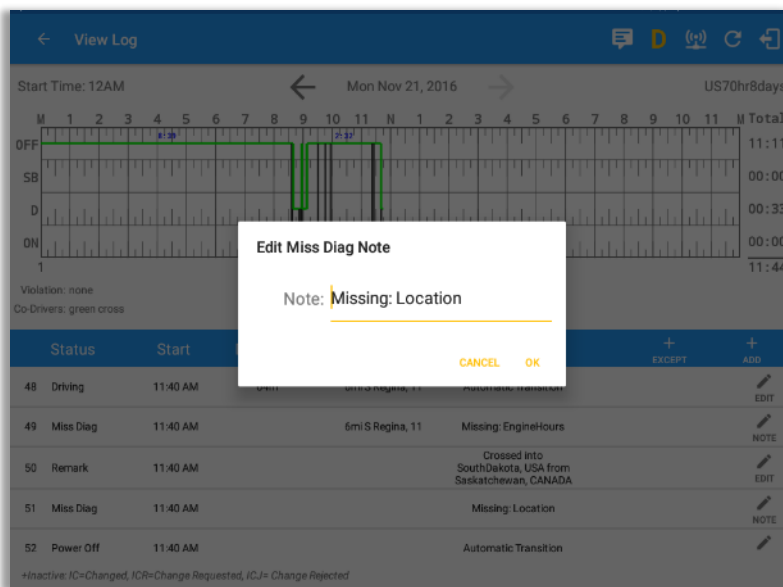 View Log
D
Start Time: 12AM
Mon Nov 21, 2016
US70hr8days
M 1 2 3 4 5 6 7 8 9 10 11 N 1 2 3 4 5 6 7 8 9 10 11 M Total
OFF 11:11
SB 00:00
D 00:33
ON 00:00
1 11:44
Violation: none
Co-Drivers: green cross
Edit Miss Diag Note
Note: Missing: Location
CANCEL OK
Status Start + EXCEPT + ADD
48 Driving 11:40 AM 6mi S Regina, 11 Automatic Transition EDIT
49 Miss Diag 11:40 AM 6mi S Regina, 11 Missing: EngineHours NOTE
50 Remark 11:40 AM Crossed into SouthDakota, USA from Saskatchewan, CANADA EDIT
51 Miss Diag 11:40 AM Missing: Location NOTE
52 Power Off 11:40 AM Automatic Transition
+Inactive: IC=Changed, ICR=Change Requested, ICJ= Change Rejected